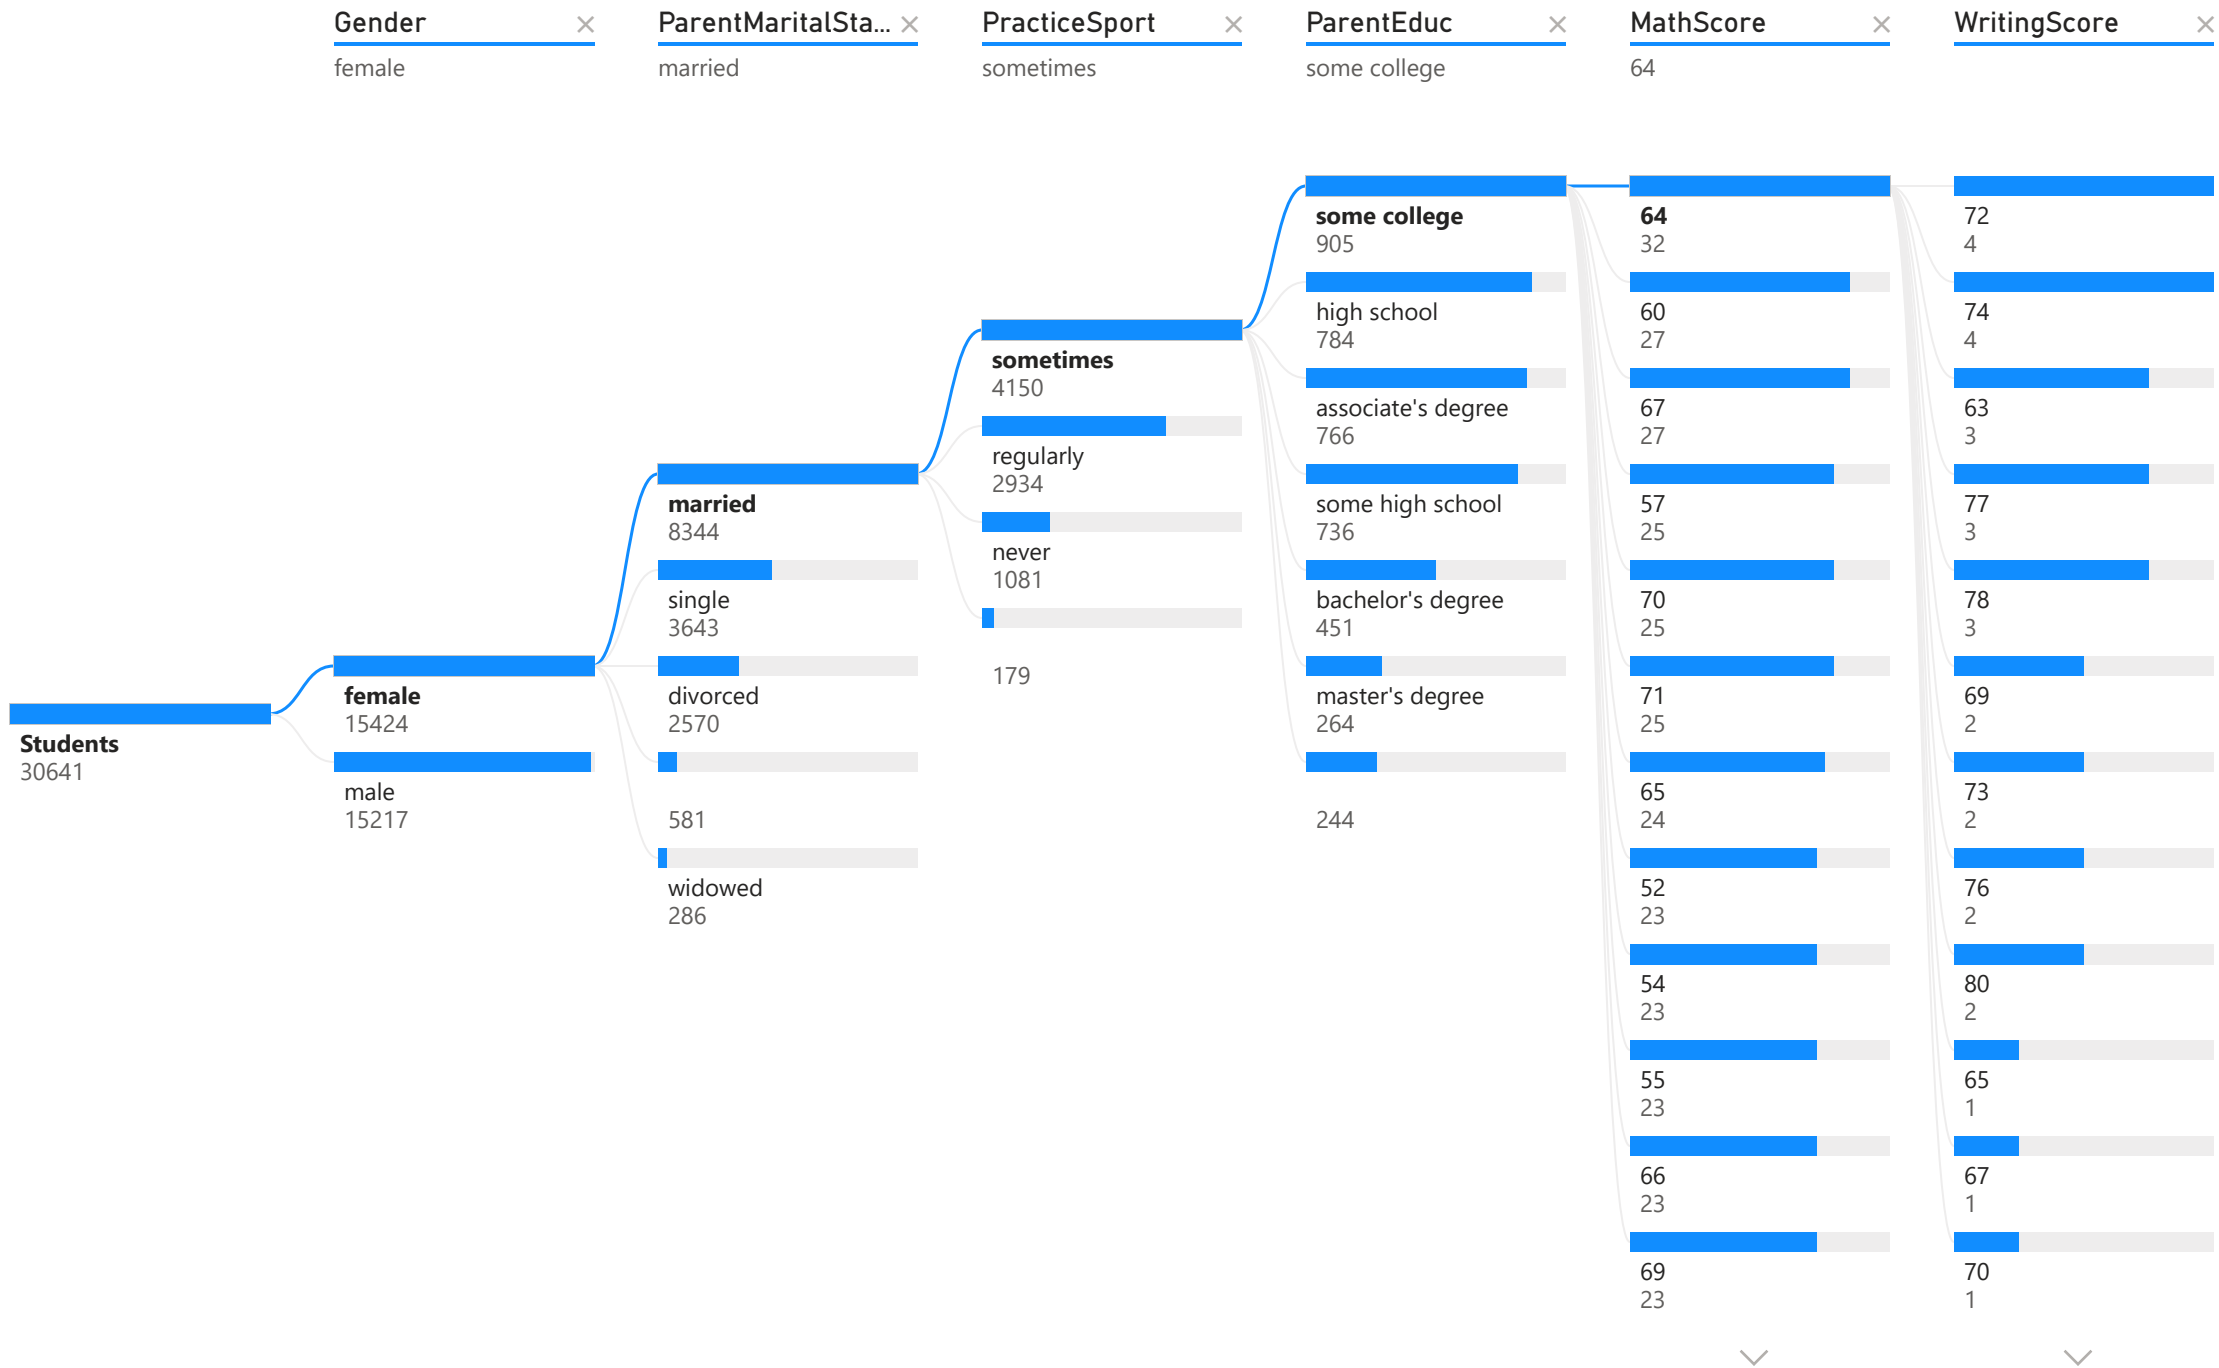 Gender
female
ParentMaritalSta...
married
PracticeSport
sometimes
ParentEduc
some college
MathScore
64
WritingScore
Students
30641
female
15424
male
15217
married
8344
single
3643
divorced
2570
581
widowed
286
sometimes
4150
regularly
2934
never
1081
179
some college
905
high school
784
associate's degree
766
some high school
736
bachelor's degree
451
master's degree
264
244
64
32
60
27
67
27
57
25
70
25
71
25
65
24
52
23
54
23
55
23
66
23
69
23
72
4
74
4
63
3
77
3
78
3
69
2
73
2
76
2
80
2
65
1
67
1
70
1